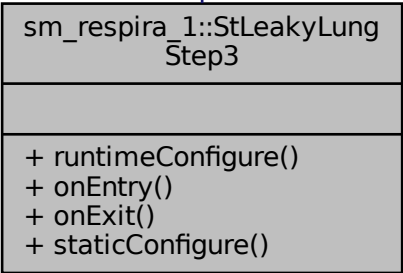 sm_respira_1::StLeakyLung
Step3
+ runtimeConfigure()
+ onEntry()
+ onExit()
+ staticConfigure()